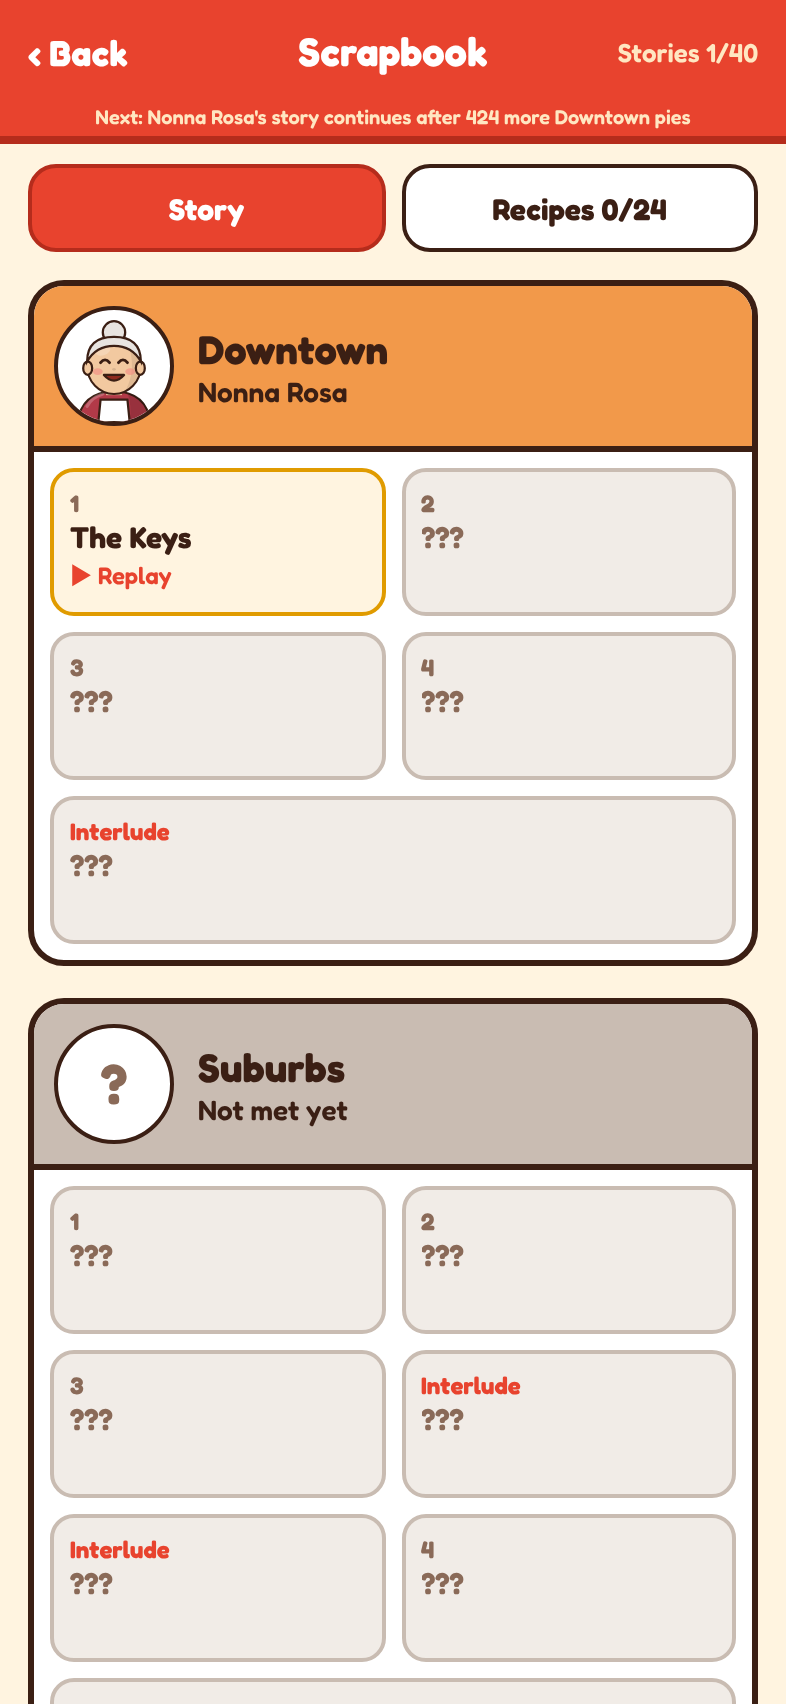 ‹ Back
Scrapbook
Stories 1/40
Next: Nonna Rosa's story continues after 424 more Downtown pies
Story
Recipes 0/24
Downtown
Nonna Rosa
1
The Keys
▶ Replay
2
???
3
???
4
???
Interlude
???
?
Suburbs
Not met yet
1
???
2
???
3
???
Interlude
???
Interlude
???
4
???